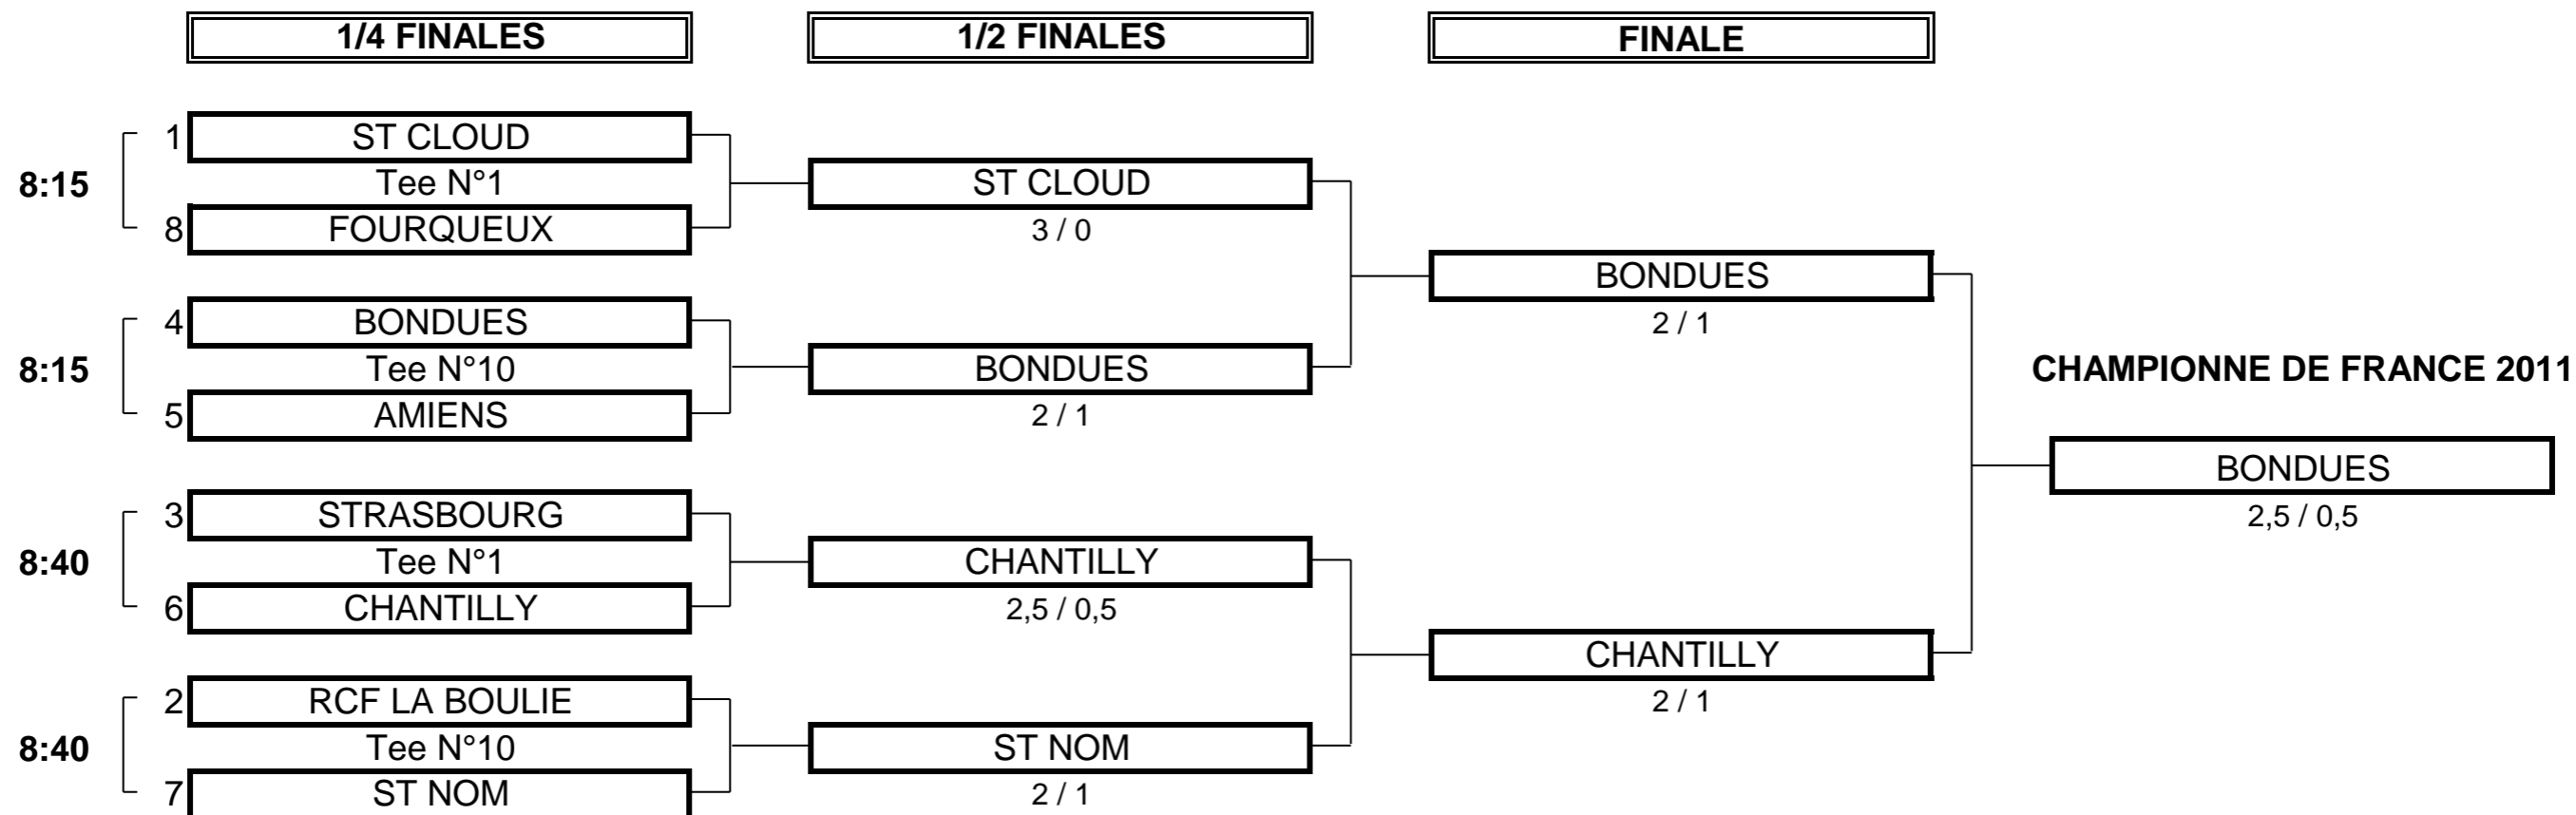 1/4 FINALES
1/2 FINALES
FINALE
8:15
1
ST CLOUD
Tee N°1
8
FOURQUEUX
8:15
4
BONDUES
Tee N°10
5
AMIENS
8:40
3
STRASBOURG
Tee N°1
6
CHANTILLY
8:40
2
RCF LA BOULIE
Tee N°10
7
ST NOM
ST CLOUD
3 / 0
BONDUES
2 / 1
CHANTILLY
2,5 / 0,5
ST NOM
2 / 1
BONDUES
2 / 1
CHANTILLY
2 / 1
CHAMPIONNE DE FRANCE 2011
BONDUES
2,5 / 0,5